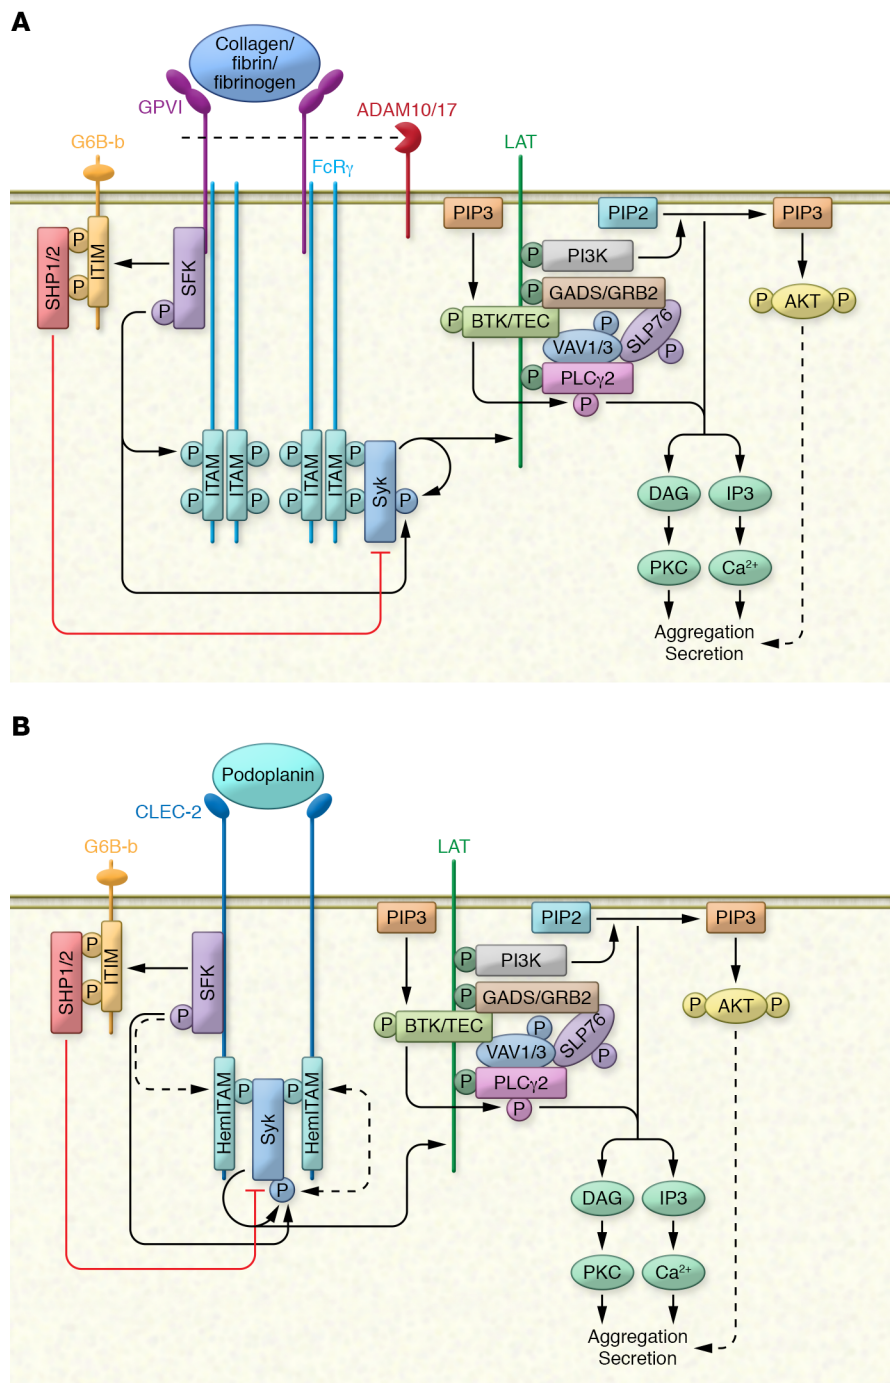 A
Collagen/
fibrin/
fibrinogen
GPVI
ADAM10/17
G6B-b
FcRγ
LAT
PIP3
PIP2
PIP3
SHP1/2
P
P
ITIM
SFK
P
P
PI3K
P
GADS/GRB2
P
BTK/TEC
P
VAV1/3
SLP76
P
P
PLCγ2
P
P
AKT
P
P
ITAM
P
ITAM
P
P
P
ITAM
P
ITAM
P
P
Syk
P
DAG
IP3
PKC
Ca²⁺
Aggregation
Secretion
B
Podoplanin
CLEC-2
G6B-b
LAT
PIP3
PIP2
PIP3
SHP1/2
P
P
ITIM
SFK
P
P
PI3K
P
GADS/GRB2
P
BTK/TEC
P
VAV1/3
SLP76
P
P
PLCγ2
P
P
AKT
P
HemITAM
P
Syk
P
HemITAM
P
DAG
IP3
PKC
Ca²⁺
Aggregation
Secretion